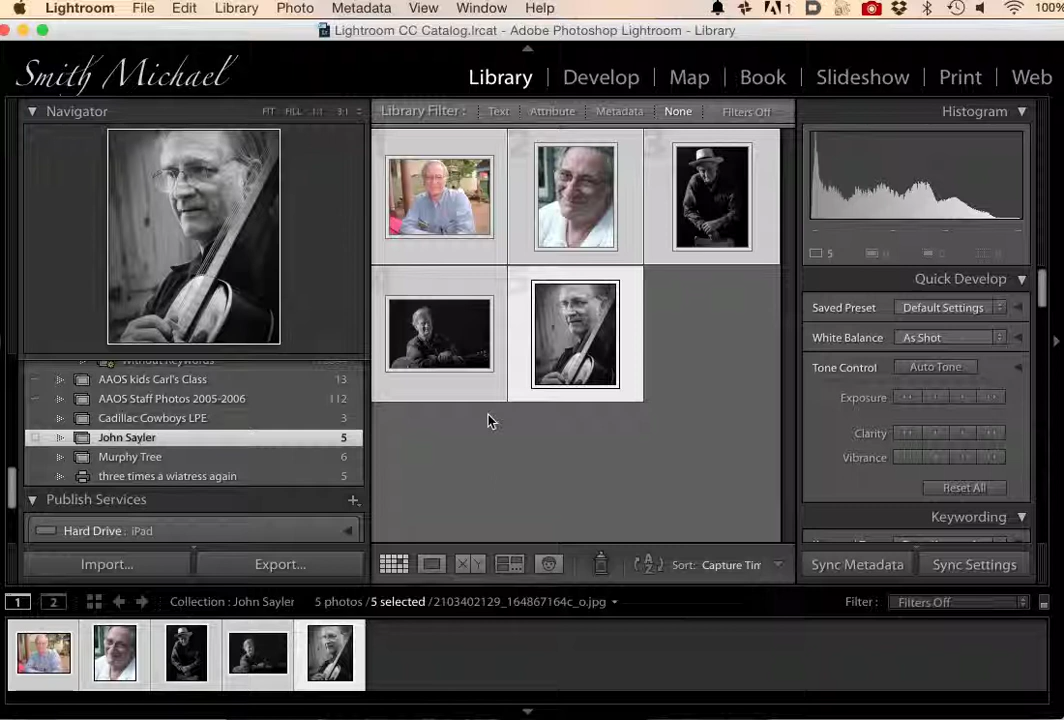 Lightroom File Edit Library Photo Metadata View Window Help 1 100%
Lightroom CC Catalog.lrcat - Adobe Photoshop Lightroom - Library
Smith Michael Library | Develop | Map | Book | Slideshow | Print | Web
Navigator FIT FILL 1:1 3:1 Library Filter : Text Attribute Metadata None Filters Off Histogram
5
Quick Develop
Saved Preset Default Settings
White Balance As Shot
Tone Control Auto Tone
Without Keywords
AAOS kids Carl's Class 13
Exposure
AAOS Staff Photos 2005-2006 112
Cadillac Cowboys LPE 3
Clarity
John Sayler 5
Vibrance
Murphy Tree 6
three times a wiatress again 5
Reset All
Publish Services
Keywording
Hard Drive : iPad
Import... Export... XY AZ Sort: Capture Tim Sync Metadata Sync Settings
1 2 Collection : John Sayler 5 photos / 5 selected / 2103402129_164867164c_o.jpg Filter : Filters Off